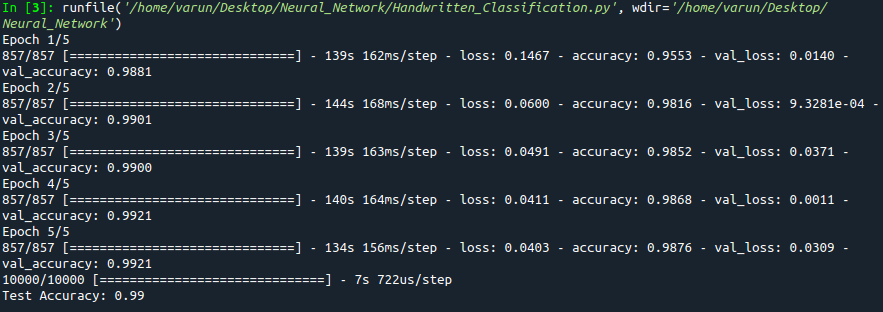 In [3]: runfile('/home/varun/Desktop/Neural_Network/Handwritten_Classification.py', wdir='/home/varun/Desktop/
Neural_Network')
Epoch 1/5
857/857 [==============================] - 139s 162ms/step - loss: 0.1467 - accuracy: 0.9553 - val_loss: 0.0140 -
val_accuracy: 0.9881
Epoch 2/5
857/857 [==============================] - 144s 168ms/step - loss: 0.0600 - accuracy: 0.9816 - val_loss: 9.3281e-04 -
val_accuracy: 0.9901
Epoch 3/5
857/857 [==============================] - 139s 163ms/step - loss: 0.0491 - accuracy: 0.9852 - val_loss: 0.0371 -
val_accuracy: 0.9900
Epoch 4/5
857/857 [==============================] - 140s 164ms/step - loss: 0.0411 - accuracy: 0.9868 - val_loss: 0.0011 -
val_accuracy: 0.9921
Epoch 5/5
857/857 [==============================] - 134s 156ms/step - loss: 0.0403 - accuracy: 0.9876 - val_loss: 0.0309 -
val_accuracy: 0.9921
10000/10000 [==============================] - 7s 722us/step
Test Accuracy: 0.99